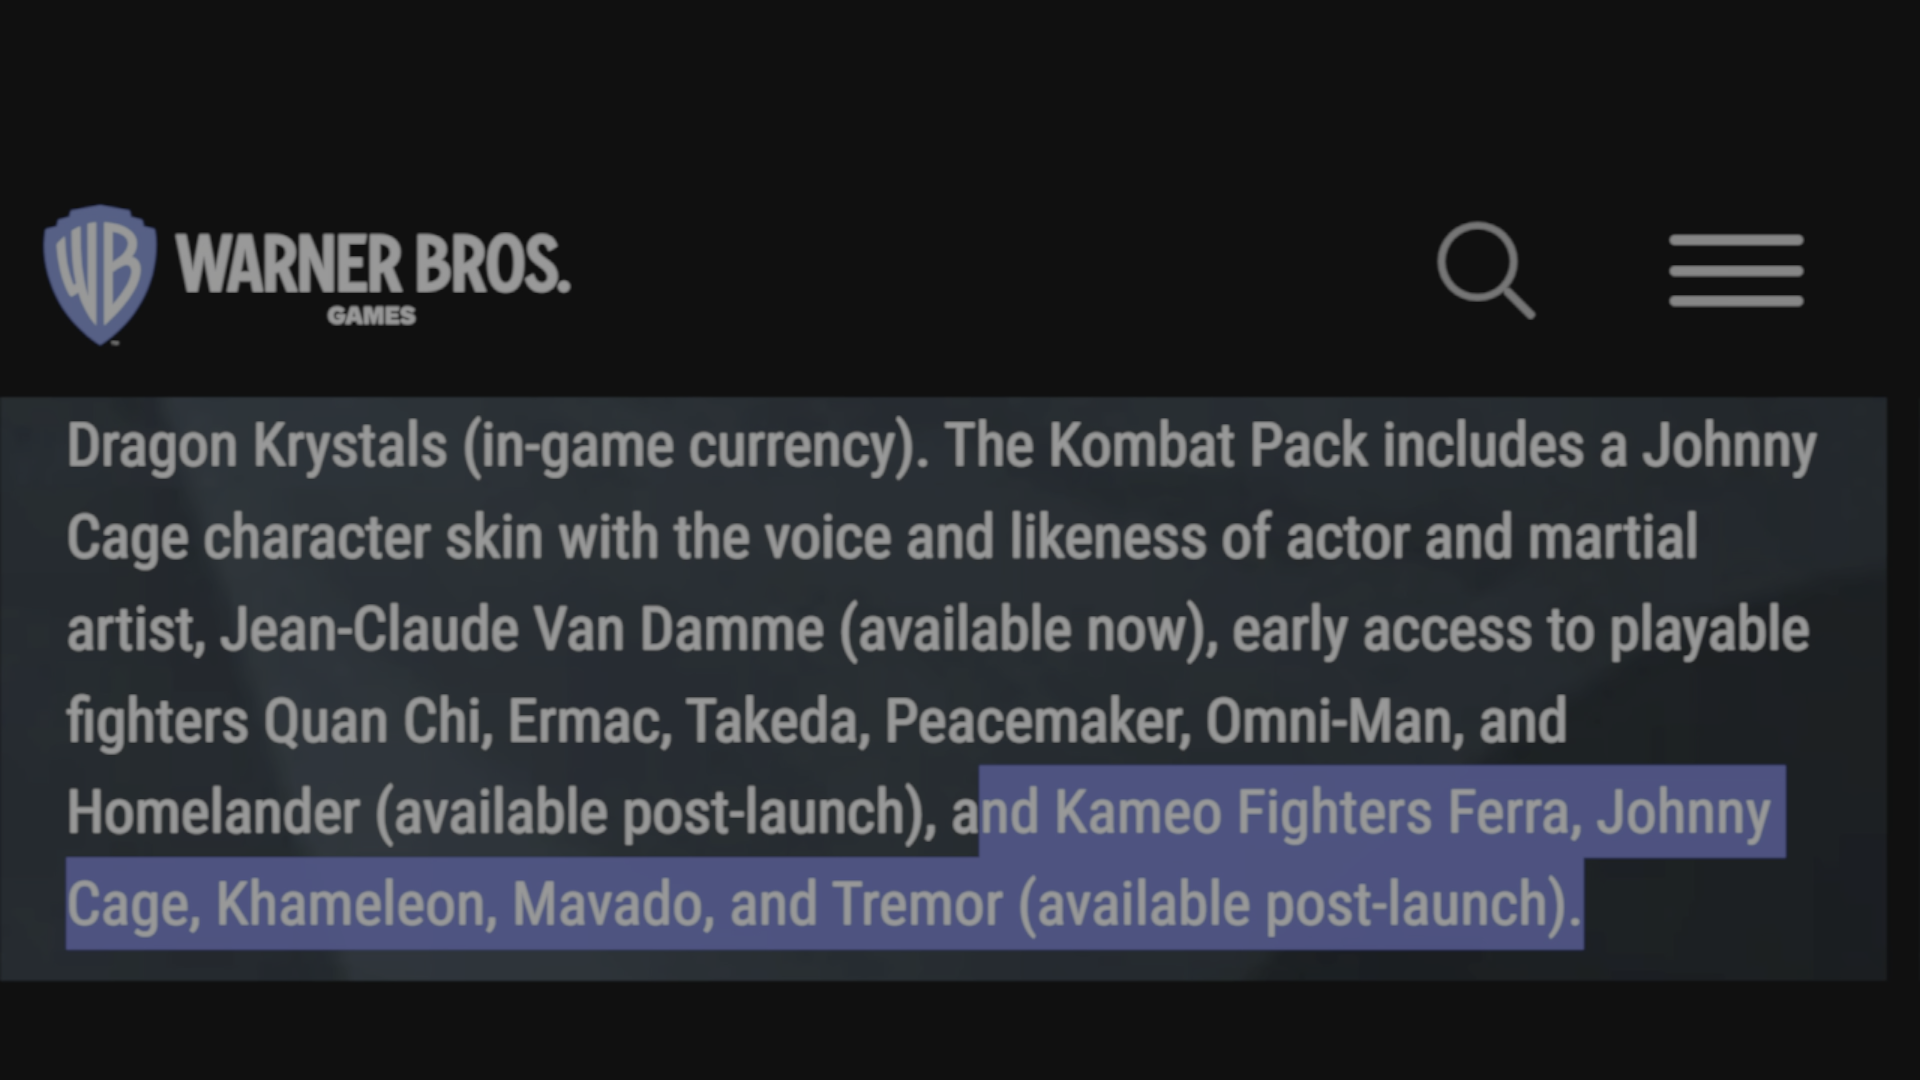 WB
WARNER BROS.
GAMES
Dragon Krystals (in-game currency). The Kombat Pack includes a Johnny
Cage character skin with the voice and likeness of actor and martial
artist, Jean-Claude Van Damme (available now), early access to playable
fighters Quan Chi, Ermac, Takeda, Peacemaker, Omni-Man, and
Homelander (available post-launch), and Kameo Fighters Ferra, Johnny
Cage, Khameleon, Mavado, and Tremor (available post-launch).